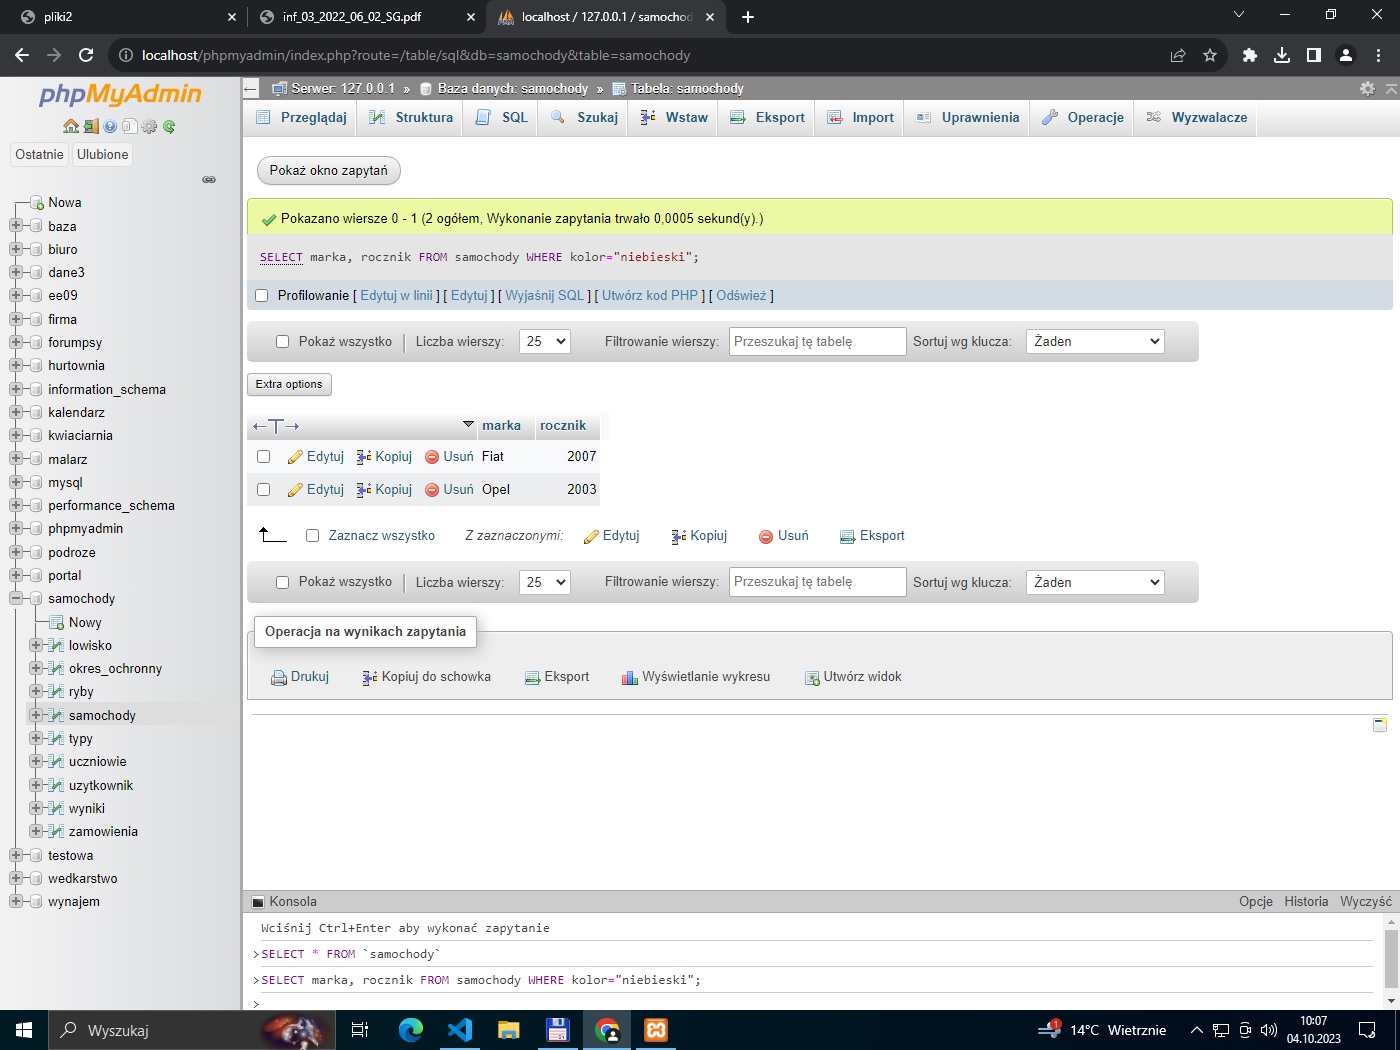 pliki2
inf_03_2022_06_02_SG.pdf
localhost / 127.0.0.1 / samochod
localhost/phpmyadmin/index.php?route=/table/sql&db=samochody&table=samochody
phpMyAdmin
Ostatnie Ulubione
Nowa
baza
biuro
dane3
ee09
firma
forumpsy
hurtownia
information_schema
kalendarz
kwiaciarnia
malarz
mysql
performance_schema
phpmyadmin
podroze
portal
samochody
Nowy
lowisko
okres_ochronny
ryby
samochody
typy
uczniowie
uzytkownik
wyniki
zamowienia
testowa
wedkarstwo
wynajem
Serwer: 127.0.0.1 » Baza danych: samochody » Tabela: samochody
Przeglądaj Struktura SQL Szukaj Wstaw Eksport Import Uprawnienia Operacje Wyzwalacze
Pokaż okno zapytań
Pokazano wiersze 0 - 1 (2 ogółem, Wykonanie zapytania trwało 0,0005 sekund(y).)
SELECT marka, rocznik FROM samochody WHERE kolor="niebieski";
Profilowanie [ Edytuj w linii ] [ Edytuj ] [ Wyjaśnij SQL ] [ Utwórz kod PHP ] [ Odśwież ]
Pokaż wszystko Liczba wierszy: 25 Filtrowanie wierszy: Przeszukaj tę tabelę Sortuj wg klucza: Żaden
Extra options
←T→ marka rocznik
Edytuj Kopiuj Usuń Fiat 2007
Edytuj Kopiuj Usuń Opel 2003
Zaznacz wszystko Z zaznaczonymi: Edytuj Kopiuj Usuń Eksport
Pokaż wszystko Liczba wierszy: 25 Filtrowanie wierszy: Przeszukaj tę tabelę Sortuj wg klucza: Żaden
Operacja na wynikach zapytania
Drukuj Kopiuj do schowka Eksport Wyświetlanie wykresu Utwórz widok
Konsola Opcje Historia Wyczyść
Wciśnij Ctrl+Enter aby wykonać zapytanie
>SELECT * FROM `samochody`
>SELECT marka, rocznik FROM samochody WHERE kolor="niebieski";
>
Wyszukaj
1 14°C Wietrznie
10:07
04.10.2023